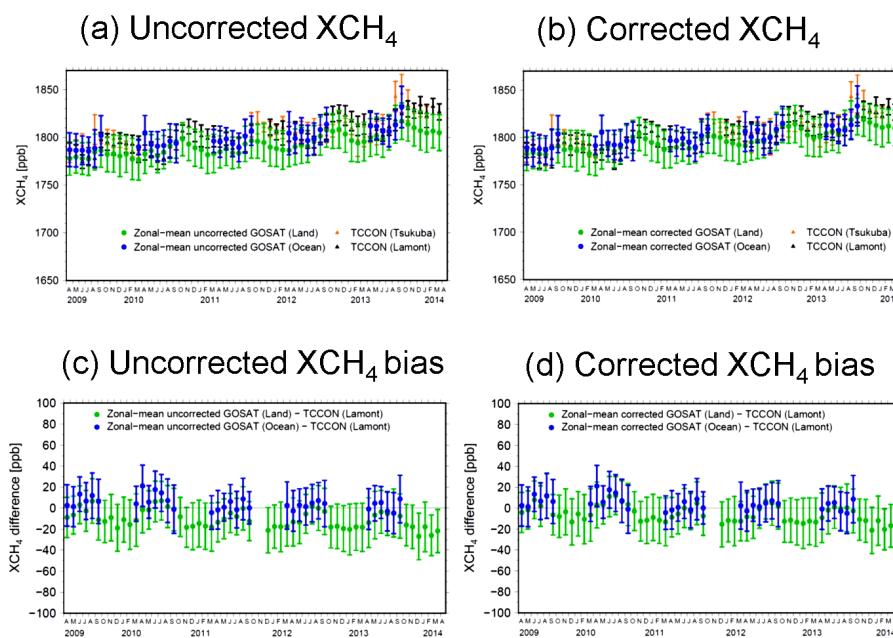 (a) Uncorrected XCH₄
(b) Corrected XCH₄
XCH₄ [ppb]
1850
1800
1750
1700
1650
Zonal−mean uncorrected GOSAT (Land)
TCCON (Tsukuba)
Zonal−mean uncorrected GOSAT (Ocean)
TCCON (Lamont)
A M J J A S O N D J F M A M J J A S O N D J F M A M J J A S O N D J F M A M J J A S O N D J F M A M J J A S O N D J F M A
2009 2010 2011 2012 2013 2014
XCH₄ [ppb]
1850
1800
1750
1700
1650
Zonal−mean corrected GOSAT (Land)
TCCON (Tsukuba)
Zonal−mean corrected GOSAT (Ocean)
TCCON (Lamont)
A M J J A S O N D J F M A M J J A S O N D J F M A M J J A S O N D J F M A M J J A S O N D J F M A M J J A S O N D J F M
2009 2010 2011 2012 2013
(c) Uncorrected XCH₄ bias
(d) Corrected XCH₄ bias
XCH₄ difference [ppb]
100
80
60
40
20
0
−20
−40
−60
−80
−100
Zonal−mean uncorrected GOSAT (Land) − TCCON (Lamont)
Zonal−mean uncorrected GOSAT (Ocean) − TCCON (Lamont)
A M J J A S O N D J F M A M J J A S O N D J F M A M J J A S O N D J F M A M J J A S O N D J F M A M J J A S O N D J F M A
2009 2010 2011 2012 2013 2014
XCH₄ difference [ppb]
100
80
60
40
20
0
−20
−40
−60
−80
−100
Zonal−mean corrected GOSAT (Land) − TCCON (Lamont)
Zonal−mean corrected GOSAT (Ocean) − TCCON (Lamont)
A M J J A S O N D J F M A M J J A S O N D J F M A M J J A S O N D J F M A M J J A S O N D J F M A M J J A S O N D J F M
2009 2010 2011 2012 2013